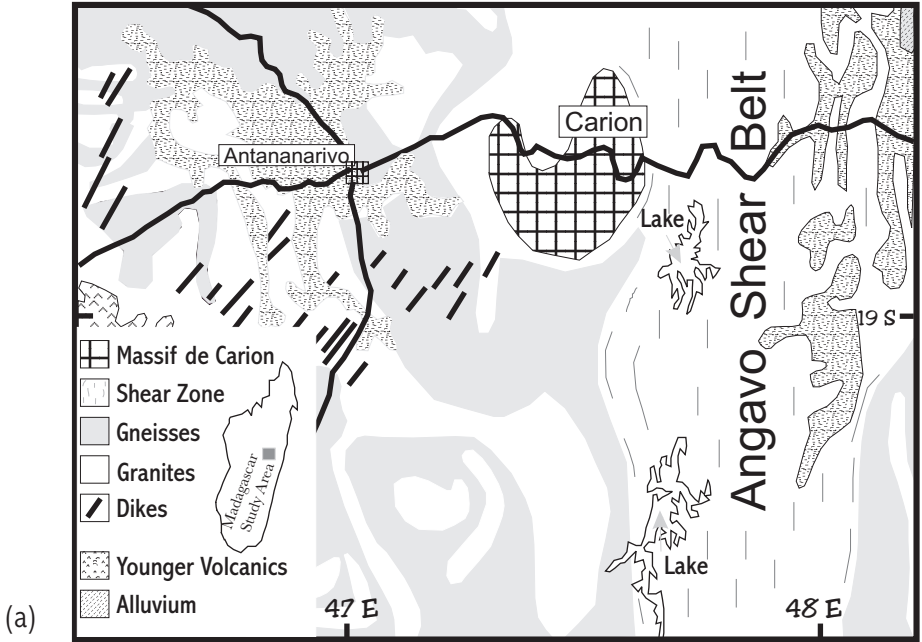 Carion
Antananarivo
Lake
Angavo Shear Belt
19 S
Massif de Carion
Shear Zone
Gneisses
Granites
Dikes
Madagascar
Study Area
Younger Volcanics
Alluvium
Lake
47 E
48 E
(a)